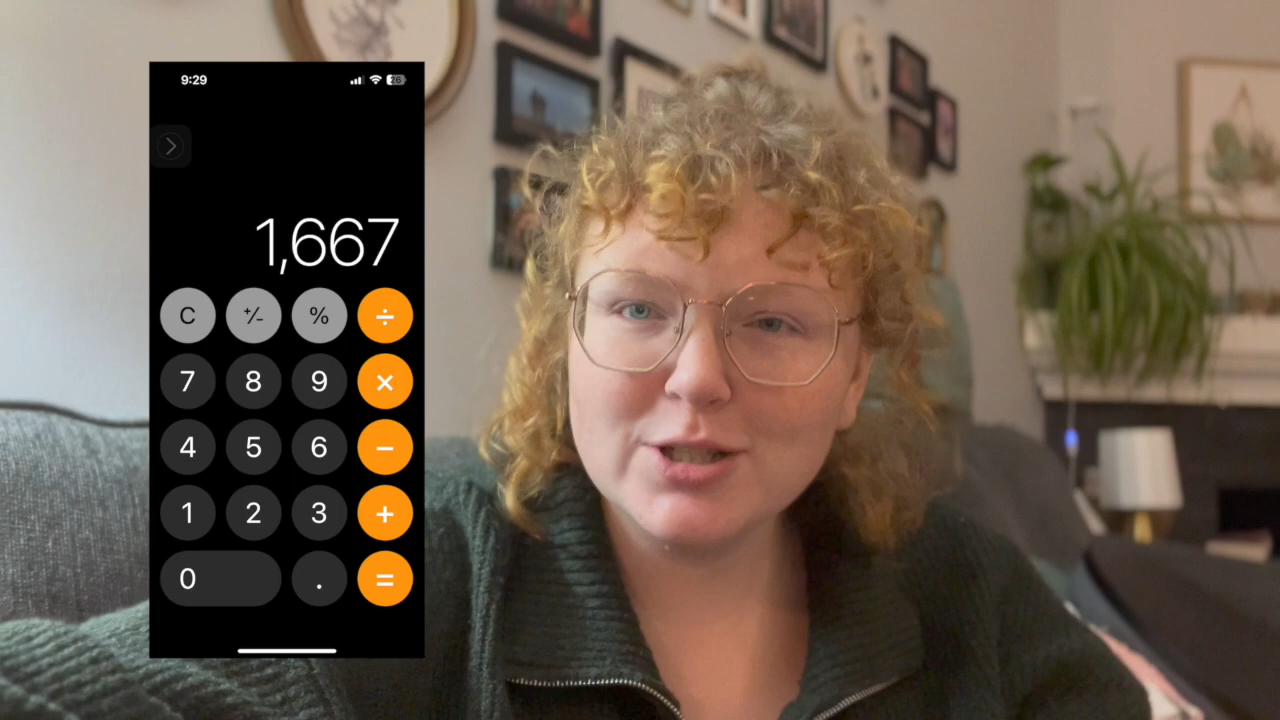 9:29
26
1,667
C +/- % ÷
7 8 9 ×
4 5 6 −
1 2 3 +
0 . =